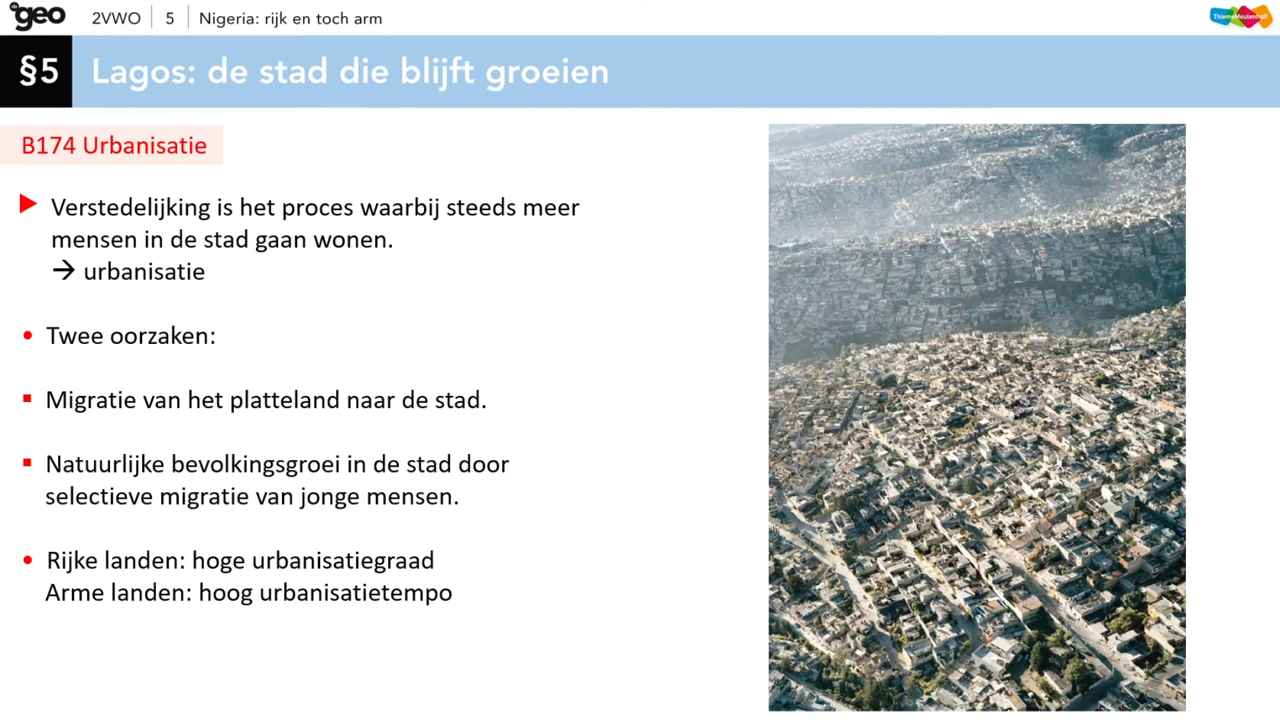 geo 2VWO 5 Nigeria: rijk en toch arm
ThiemeMeulenhoff
§5 Lagos: de stad die blijft groeien
B174 Urbanisatie
Verstedelijking is het proces waarbij steeds meer
mensen in de stad gaan wonen.
→ urbanisatie
• Twee oorzaken:
▪ Migratie van het platteland naar de stad.
▪ Natuurlijke bevolkingsgroei in de stad door
selectieve migratie van jonge mensen.
• Rijke landen: hoge urbanisatiegraad
Arme landen: hoog urbanisatietempo